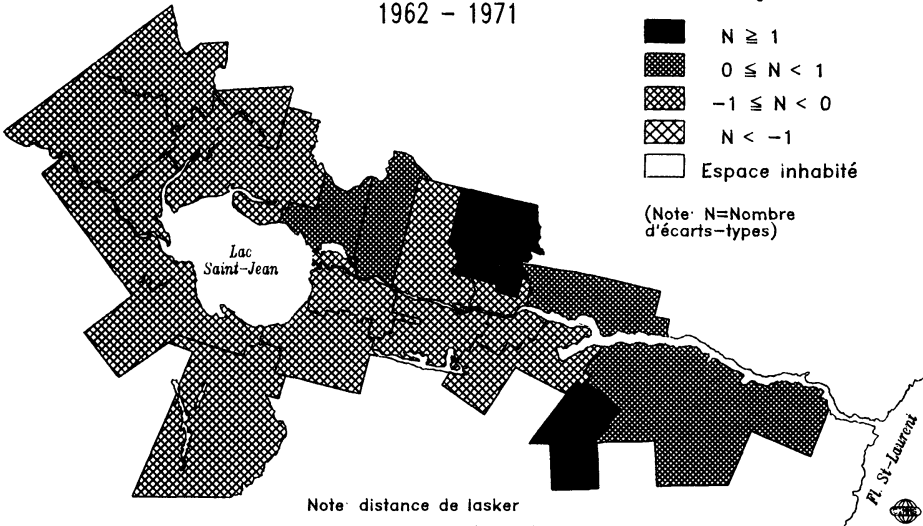 1962 – 1971
N ≧ 1
0 ≦ N < 1
-1 ≦ N < 0
N < -1
Espace inhabité
(Note· N=Nombre
d'écarts-types)
Lac
Saint-Jean
Fl. St-Laurent
Note· distance de lasker